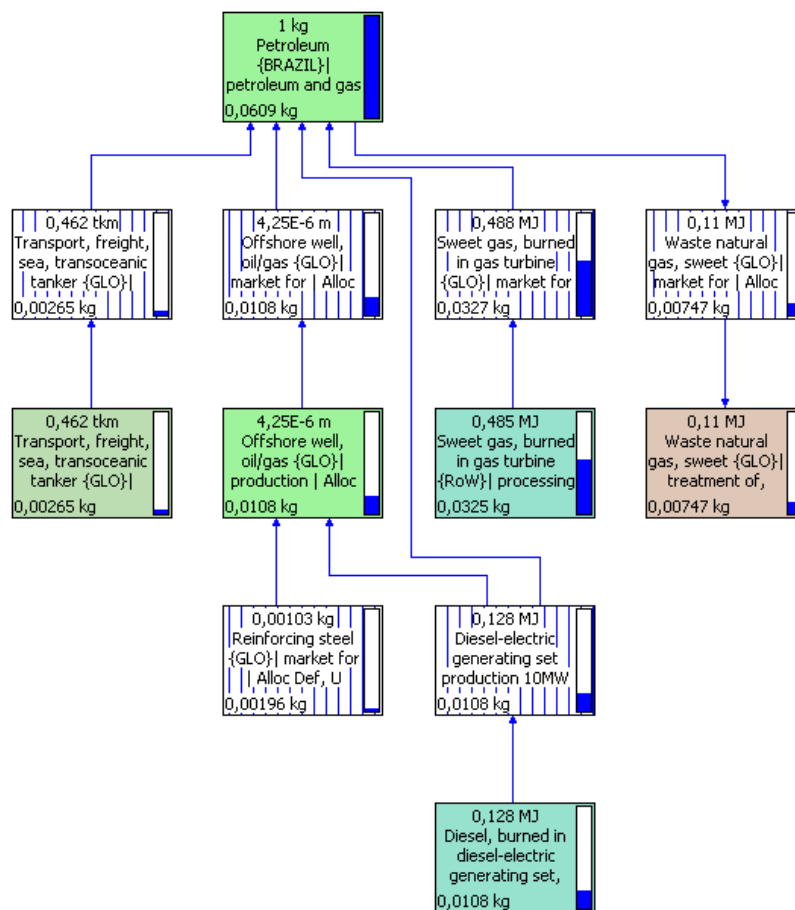 1 kg
Petroleum
{BRAZIL}|
petroleum and gas
0,0609 kg
0,462 tkm
Transport, freight,
sea, transoceanic
tanker {GLO}|
0,00265 kg
4,25E-6 m
Offshore well,
oil/gas {GLO}|
market for | Alloc
0,0108 kg
0,488 MJ
Sweet gas, burned
in gas turbine
{GLO}| market for
0,0327 kg
0,11 MJ
Waste natural
gas, sweet {GLO}|
market for | Alloc
0,00747 kg
0,462 tkm
Transport, freight,
sea, transoceanic
tanker {GLO}|
0,00265 kg
4,25E-6 m
Offshore well,
oil/gas {GLO}|
production | Alloc
0,0108 kg
0,485 MJ
Sweet gas, burned
in gas turbine
{RoW}| processing
0,0325 kg
0,11 MJ
Waste natural
gas, sweet {GLO}|
treatment of,
0,00747 kg
0,00103 kg
Reinforcing steel
{GLO}| market for
| Alloc Def, U
0,00196 kg
0,128 MJ
Diesel-electric
generating set
production 10MW
0,0108 kg
0,128 MJ
Diesel, burned in
diesel-electric
generating set,
0,0108 kg